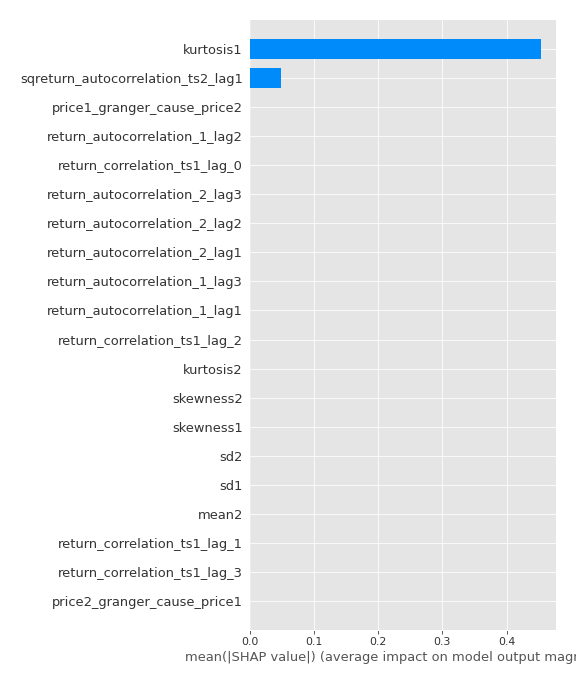 kurtosis1
sqreturn_autocorrelation_ts2_lag1
price1_granger_cause_price2
return_autocorrelation_1_lag2
return_correlation_ts1_lag_0
return_autocorrelation_2_lag3
return_autocorrelation_2_lag2
return_autocorrelation_2_lag1
return_autocorrelation_1_lag3
return_autocorrelation_1_lag1
return_correlation_ts1_lag_2
kurtosis2
skewness2
skewness1
sd2
sd1
mean2
return_correlation_ts1_lag_1
return_correlation_ts1_lag_3
price2_granger_cause_price1
0.0 0.1 0.2 0.3 0.4
mean(|SHAP value|) (average impact on model output magn